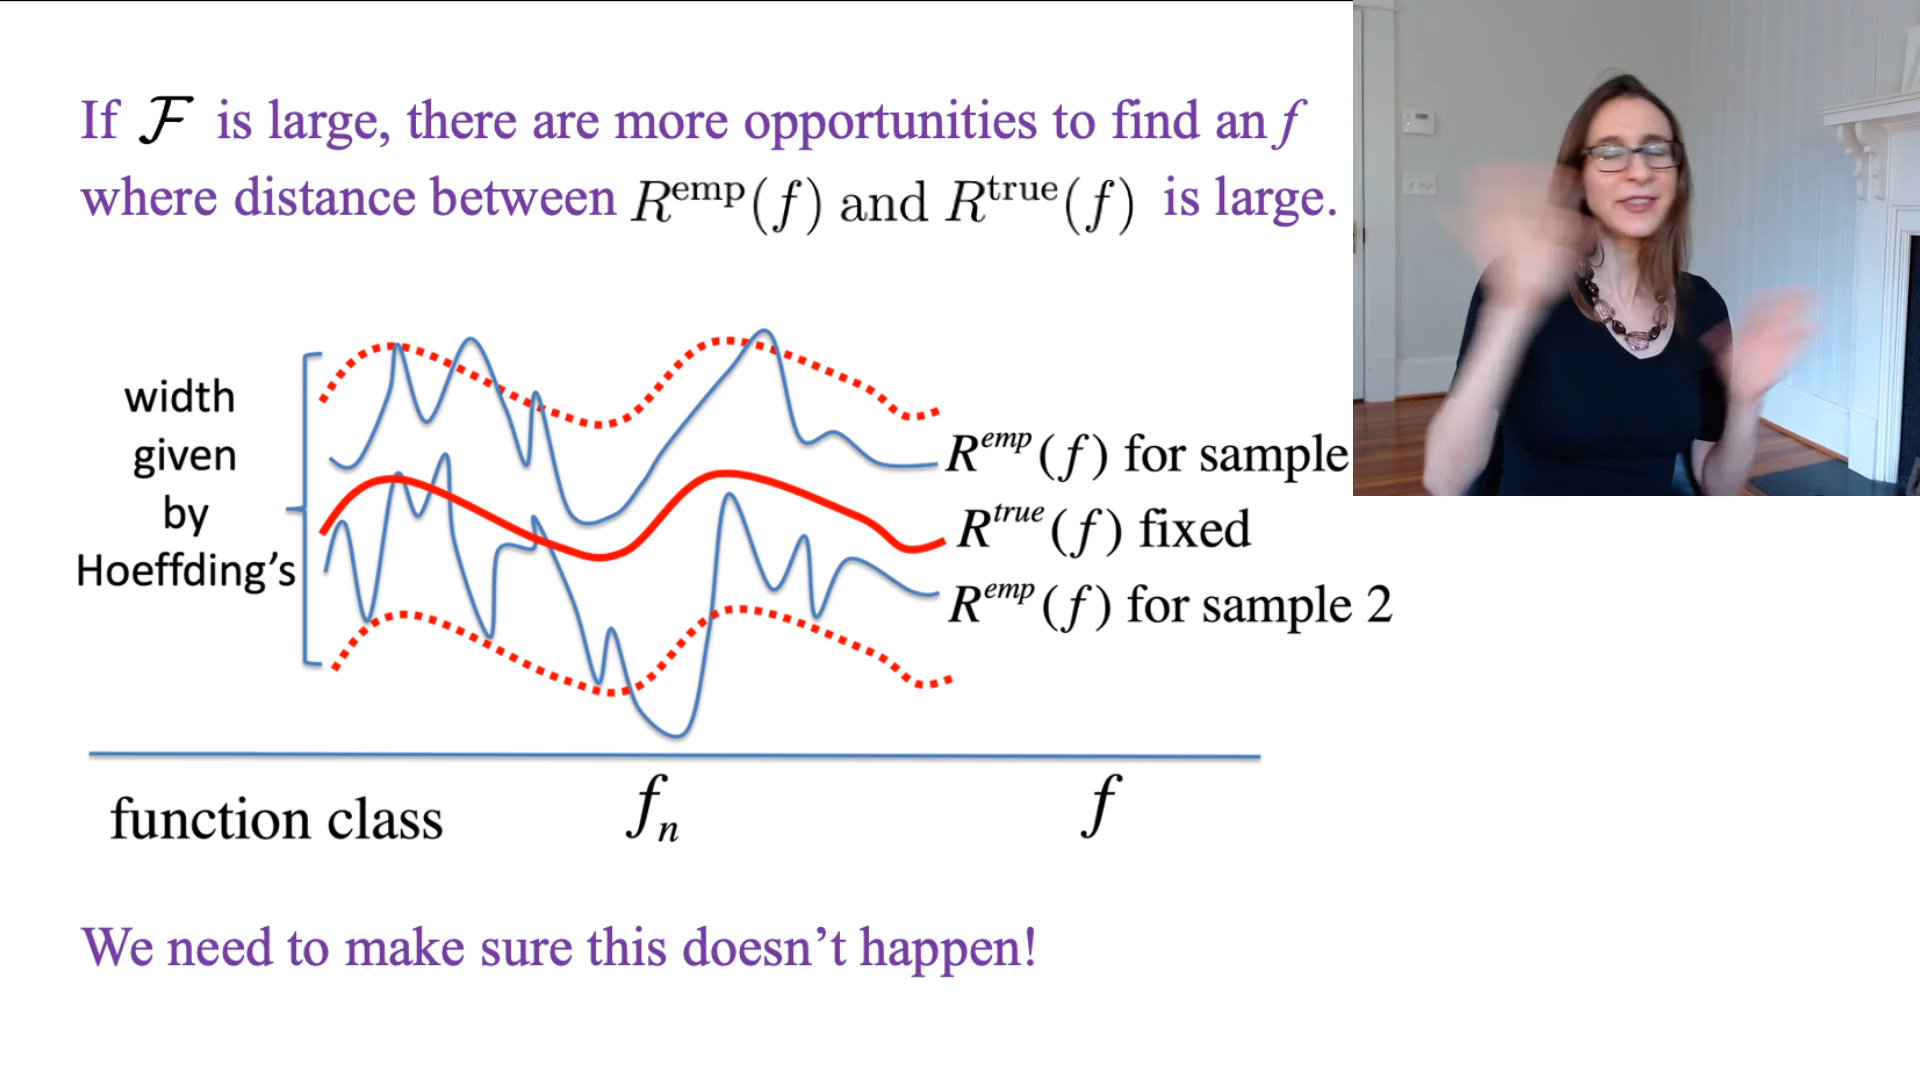 If ℱ is large, there are more opportunities to find an f
where distance between R^emp(f) and R^true(f) is large.
width
given
by
Hoeffding’s
R^emp(f) for sample
R^true(f) fixed
R^emp(f) for sample 2
function class
f_n
f
We need to make sure this doesn’t happen!